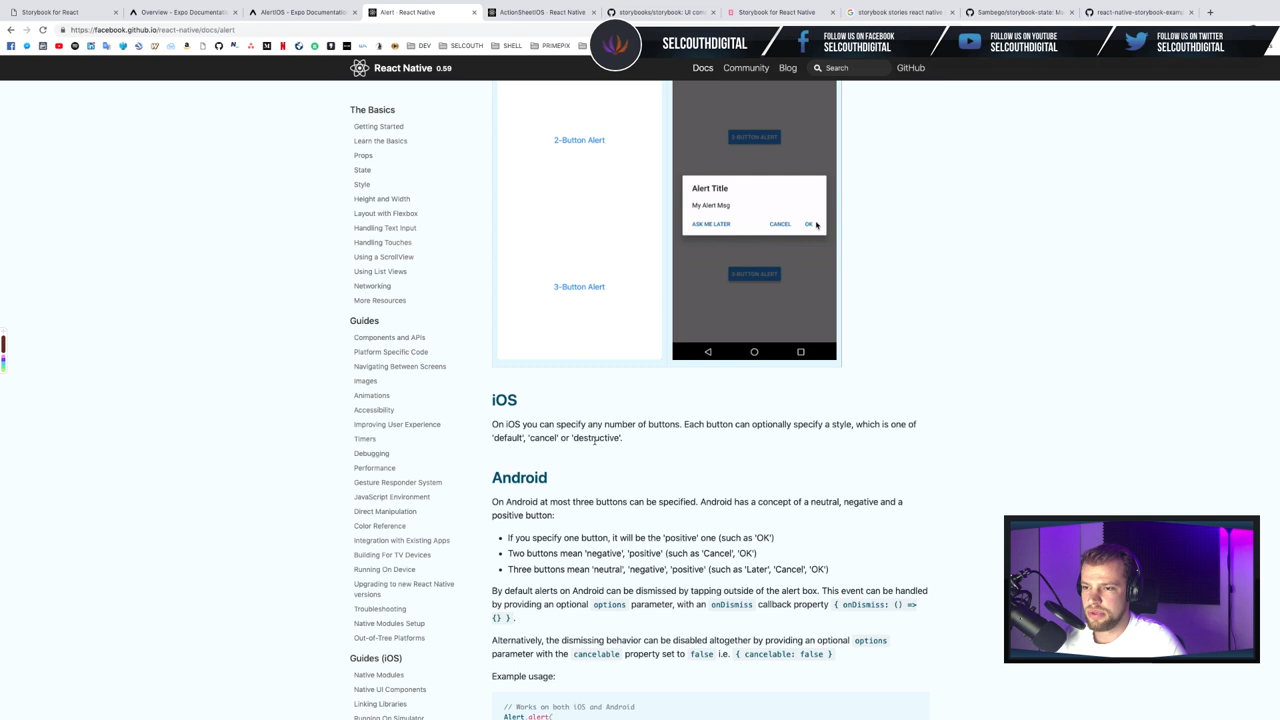 Storybook for React
Overview - Expo Documentatio
AlertIOS - Expo Documentation
Alert · React Native
ActionSheetIOS · React Native
storybooks/storybook: UI com
Storybook for React Native
storybook stories react native
Sambego/storybook-state: M
react-native-storybook-exam
https://facebook.github.io/react-native/docs/alert
DEV
SELCOUTH
SHELL
PRIMEPIX
SELCOUTHDIGITAL
FOLLOW US ON FACEBOOK
SELCOUTHDIGITAL
FOLLOW US ON YOUTUBE
SELCOUTHDIGITAL
FOLLOW US ON TWITTER
SELCOUTHDIGITAL
React Native 0.59
Docs
Community
Blog
Search
GitHub
The Basics
Getting Started
Learn the Basics
Props
State
Style
Height and Width
Layout with Flexbox
Handling Text Input
Handling Touches
Using a ScrollView
Using List Views
Networking
More Resources
Guides
Components and APIs
Platform Specific Code
Navigating Between Screens
Images
Animations
Accessibility
Improving User Experience
Timers
Debugging
Performance
Gesture Responder System
JavaScript Environment
Direct Manipulation
Color Reference
Integration with Existing Apps
Building For TV Devices
Running On Device
Upgrading to new React Native
versions
Troubleshooting
Native Modules Setup
Out-of-Tree Platforms
Guides (iOS)
Native Modules
Native UI Components
Linking Libraries
Running On Simulator
2-Button Alert
3-Button Alert
2-BUTTON ALERT
Alert Title
My Alert Msg
ASK ME LATER
CANCEL
OK
3-BUTTON ALERT
iOS
On iOS you can specify any number of buttons. Each button can optionally specify a style, which is one of
'default', 'cancel' or 'destructive'.
Android
On Android at most three buttons can be specified. Android has a concept of a neutral, negative and a
positive button:
• If you specify one button, it will be the 'positive' one (such as 'OK')
• Two buttons mean 'negative', 'positive' (such as 'Cancel', 'OK')
• Three buttons mean 'neutral', 'negative', 'positive' (such as 'Later', 'Cancel', 'OK')
By default alerts on Android can be dismissed by tapping outside of the alert box. This event can be handled
by providing an optional options parameter, with an onDismiss callback property { onDismiss: () =>
{} }.
Alternatively, the dismissing behavior can be disabled altogether by providing an optional options
parameter with the cancelable property set to false i.e. { cancelable: false }
Example usage:
// Works on both iOS and Android
Alert.alert(